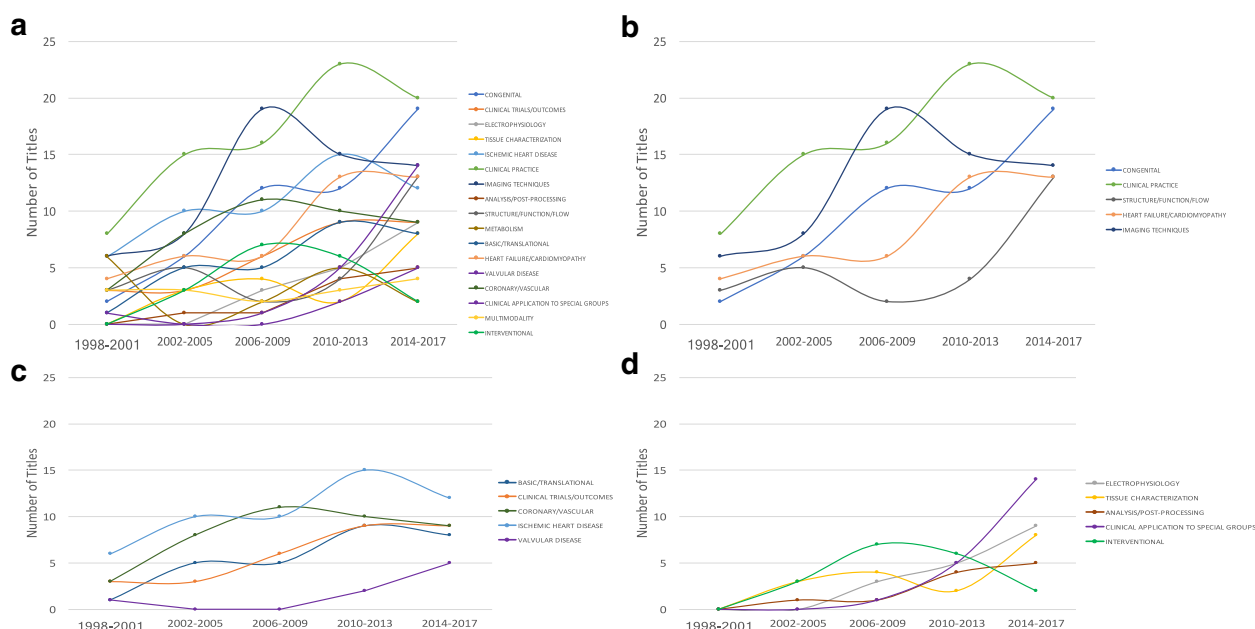 a
25
20
15
10
5
0
Number of Titles
1998-2001
2002-2005
2006-2009
2010-2013
2014-2017
CONGENITAL
CLINICAL TRIALS/OUTCOMES
ELECTROPHYSIOLOGY
TISSUE CHARACTERIZATION
ISCHEMIC HEART DISEASE
CLINICAL PRACTICE
IMAGING TECHNIQUES
ANALYSIS/POST-PROCESSING
STRUCTURE/FUNCTION/FLOW
METABOLISM
BASIC/TRANSLATIONAL
HEART FAILURE/CARDIOMYOPATHY
VALVULAR DISEASE
CORONARY/VASCULAR
CLINICAL APPLICATION TO SPECIAL GROUPS
MULTIMODALITY
INTERVENTIONAL
b
25
20
15
10
5
0
Number of Titles
1998-2001
2002-2005
2006-2009
2010-2013
2014-2017
CONGENITAL
CLINICAL PRACTICE
STRUCTURE/FUNCTION/FLOW
HEART FAILURE/CARDIOMYOPATHY
IMAGING TECHNIQUES
c
25
20
15
10
5
0
Number of Titles
1998-2001
2002-2005
2006-2009
2010-2013
2014-2017
BASIC/TRANSLATIONAL
CLINICAL TRIALS/OUTCOMES
CORONARY/VASCULAR
ISCHEMIC HEART DISEASE
VALVULAR DISEASE
d
25
20
15
10
5
0
Number of Titles
1998-2001
2002-2005
2006-2009
2010-2013
2014-2017
ELECTROPHYSIOLOGY
TISSUE CHARACTERIZATION
ANALYSIS/POST-PROCESSING
CLINICAL APPLICATION TO SPECIAL GROUPS
INTERVENTIONAL